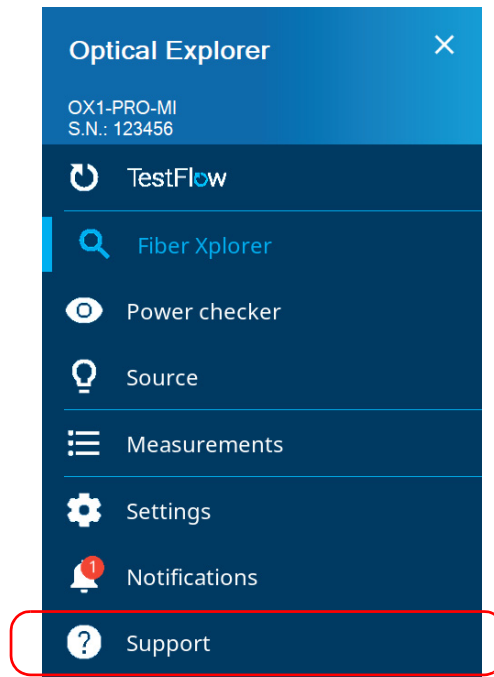 Optical Explorer
OX1-PRO-MI
S.N.: 123456
TestFlow
Fiber Xplorer
Power checker
Source
Measurements
Settings
1
Notifications
?
Support